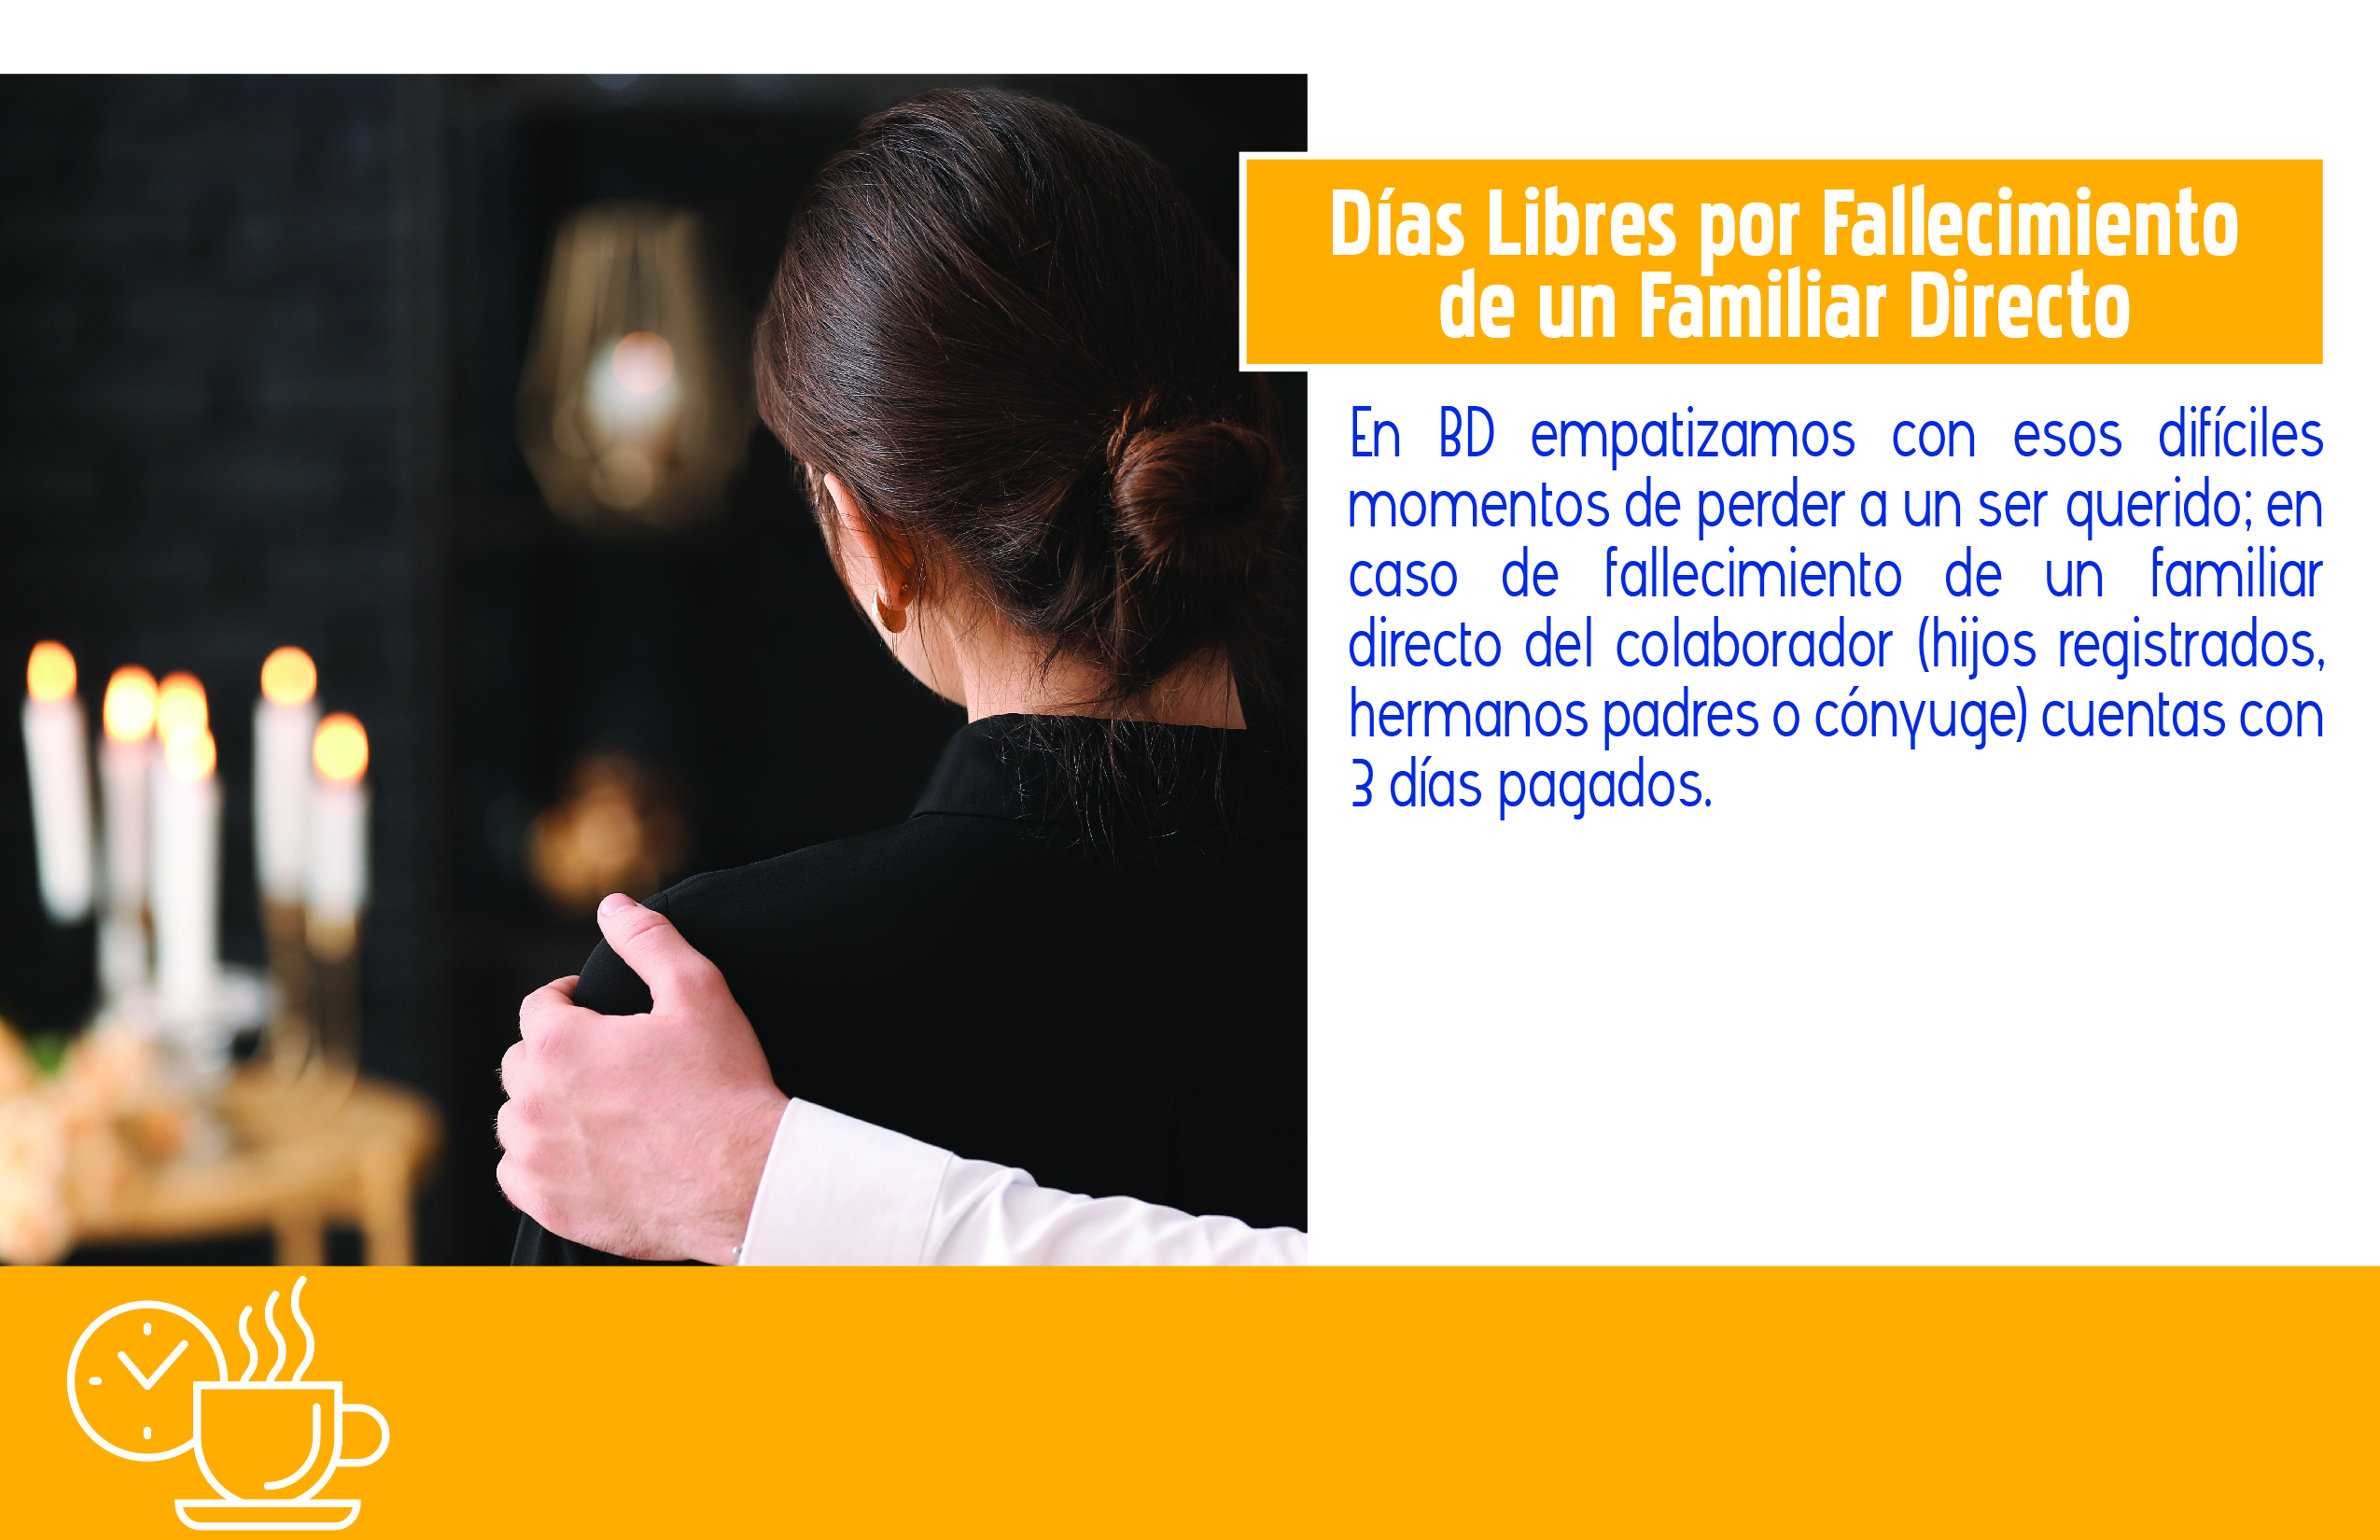 Días Libres por Fallecimiento
de un Familiar Directo
En BD empatizamos con esos difíciles
momentos de perder a un ser querido; en
caso de fallecimiento de un familiar
directo del colaborador (hijos registrados,
hermanos padres o cónyuge) cuentas con
3 días pagados.